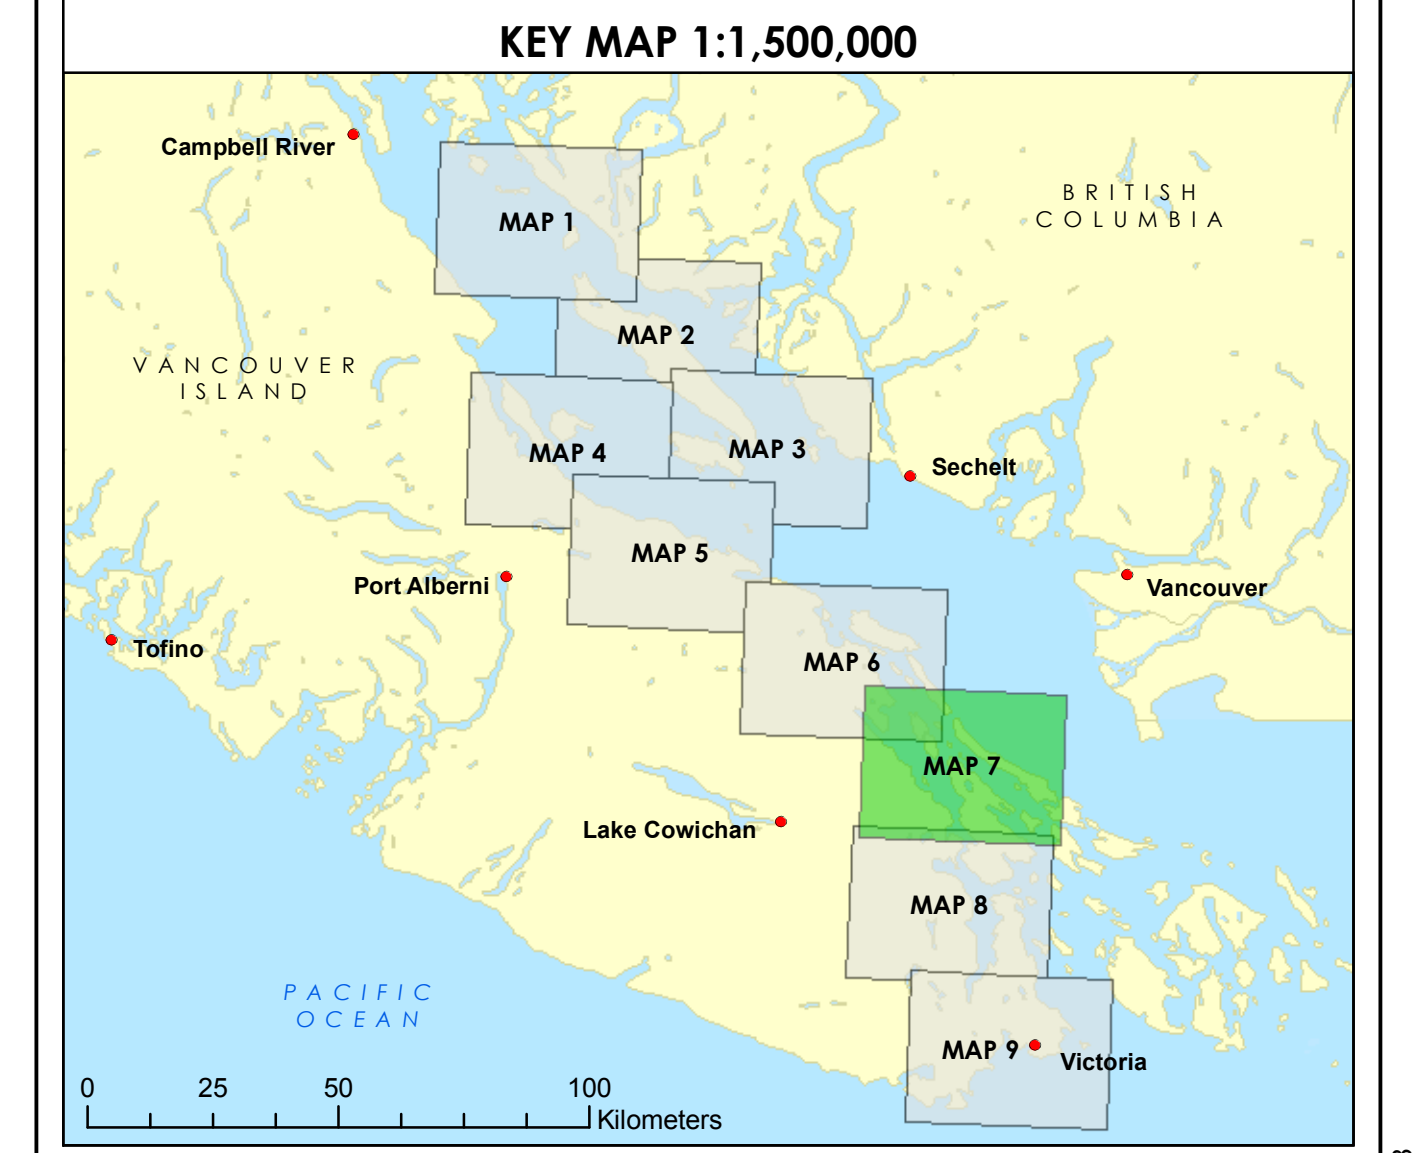 KEY MAP 1:1,500,000
Campbell River
BRITISH
COLUMBIA
MAP 1
MAP 2
VANCOUVER
ISLAND
MAP 4
MAP 3
Sechelt
MAP 5
Port Alberni
Vancouver
Tofino
MAP 6
MAP 7
Lake Cowichan
MAP 8
PACIFIC
OCEAN
MAP 9
Victoria
0 25 50 100
Kilometers